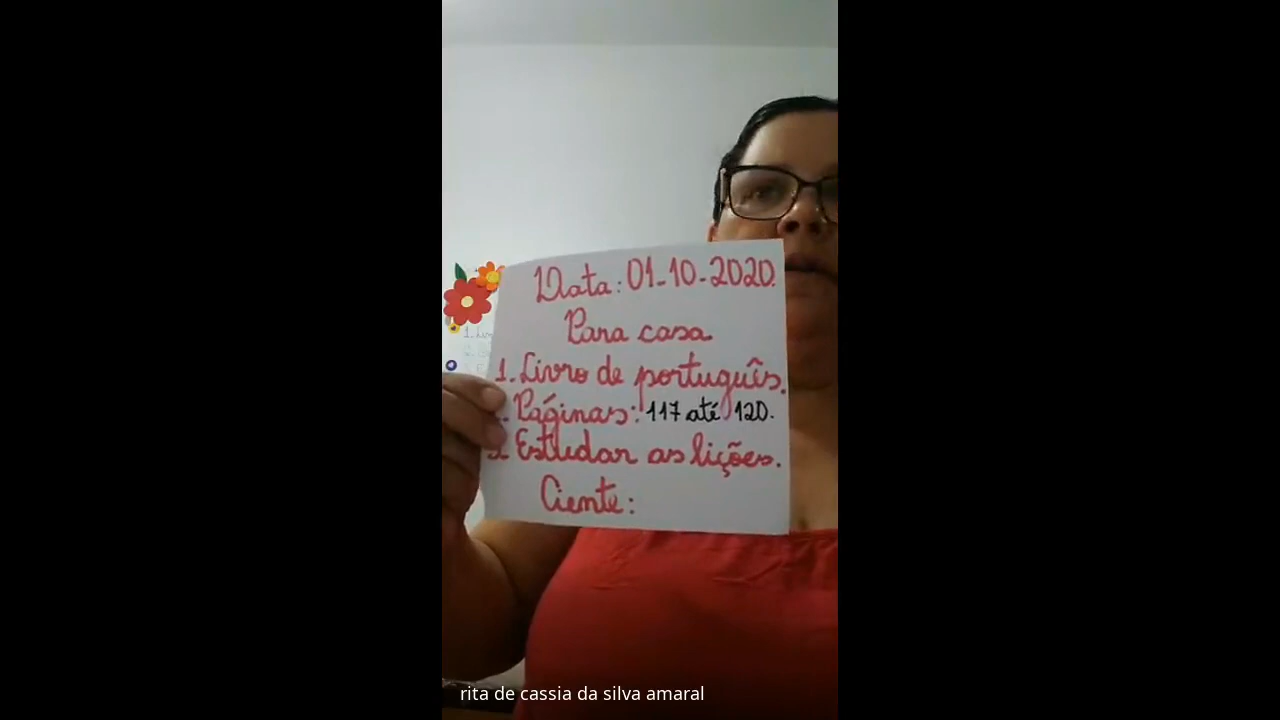 Data: 01-10-2020.
Para casa
1. Livro de português.
Páginas: 117 até 120.
Estudar as lições.
Ciente:
rita de cassia da silva amaral